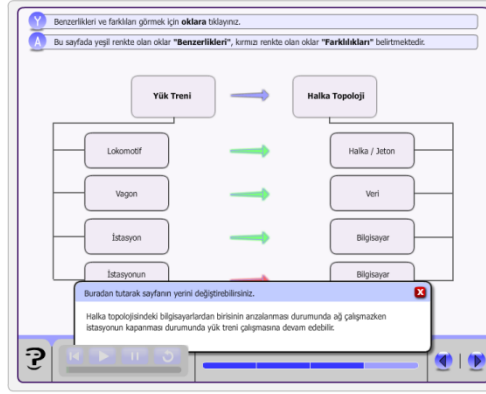 Y Benzerlikleri ve farkları görmek için oklara tıklayınız.
A Bu sayfada yeşil renkte olan oklar "Benzerlikleri", kırmızı renkte olan oklar "Farklılıkları" belirtmektedir.
Yük Treni
Halka Topoloji
Lokomotif
Halka / Jeton
Vagon
Veri
İstasyon
Bilgisayar
İstasyonun
Bilgisayar
Buradan tutarak sayfanın yerini değiştirebilirsiniz.
Halka topolojisindeki bilgisayarlardan birisinin arızalanması durumunda ağ çalışmazken
istasyonun kapanması durumunda yük treni çalışmasına devam edebilir.